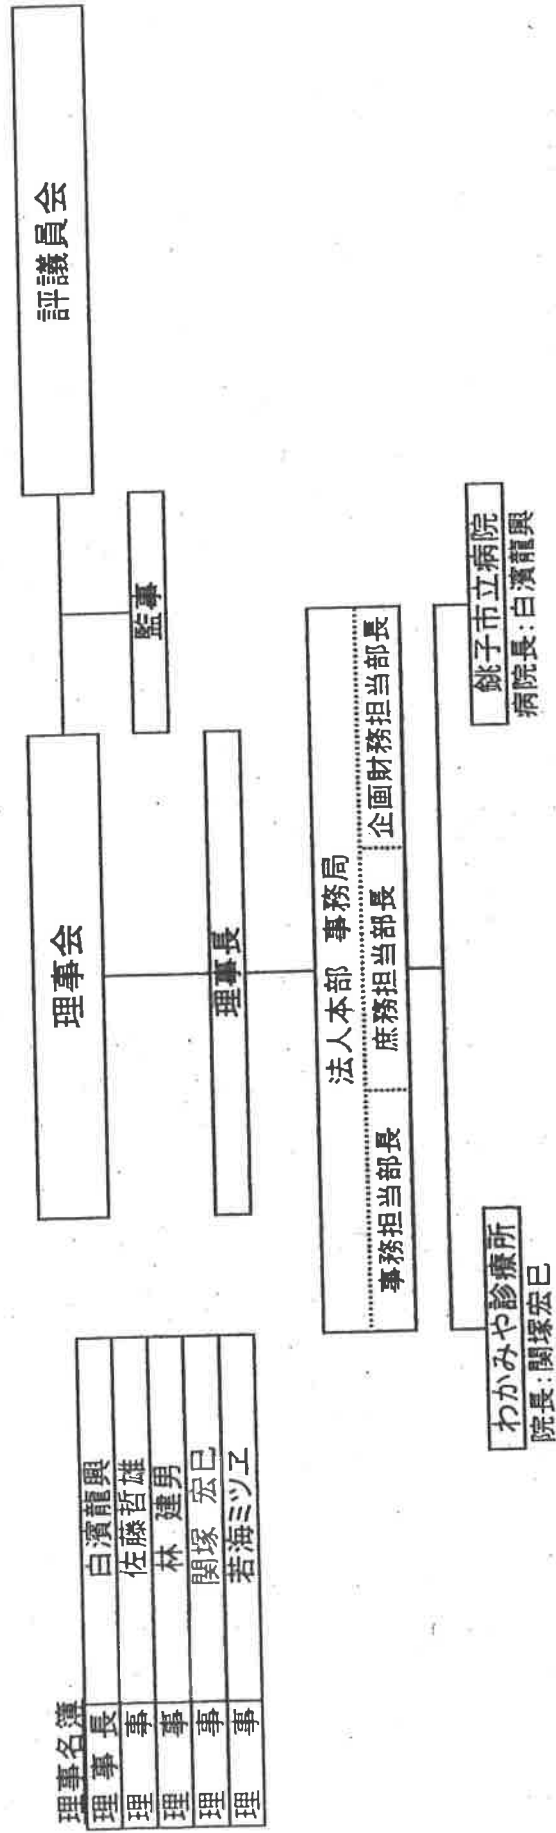 評議員会
理事会
監事
理事長
法人本部 事務局
事務担当部長 庶務担当部長 企画財務担当部長
わかみや診療所
院長:関塚宏巳
銚子市立病院
病院長:白濱龍興
理事名簿
理事長 白濱龍興
理 事 佐藤哲雄
理 事 林 建男
理 事 関塚 宏巳
理 事 若海ミツヱ